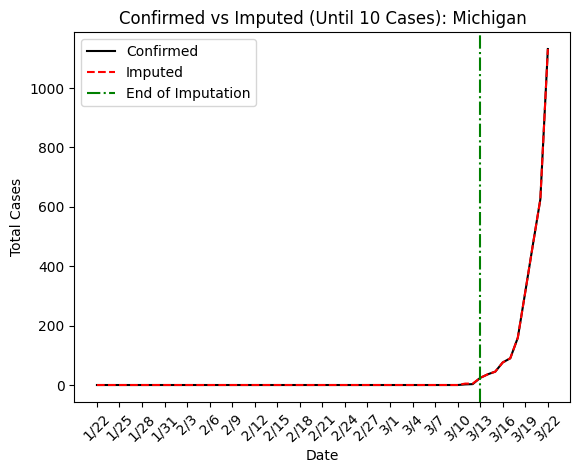 Confirmed vs Imputed (Until 10 Cases): Michigan
Confirmed
Imputed
End of Imputation
Total Cases
1000
800
600
400
200
0
1/22 1/25 1/28 1/31 2/3 2/6 2/9 2/12 2/15 2/18 2/21 2/24 2/27 3/1 3/4 3/7 3/10 3/13 3/16 3/19 3/22
Date